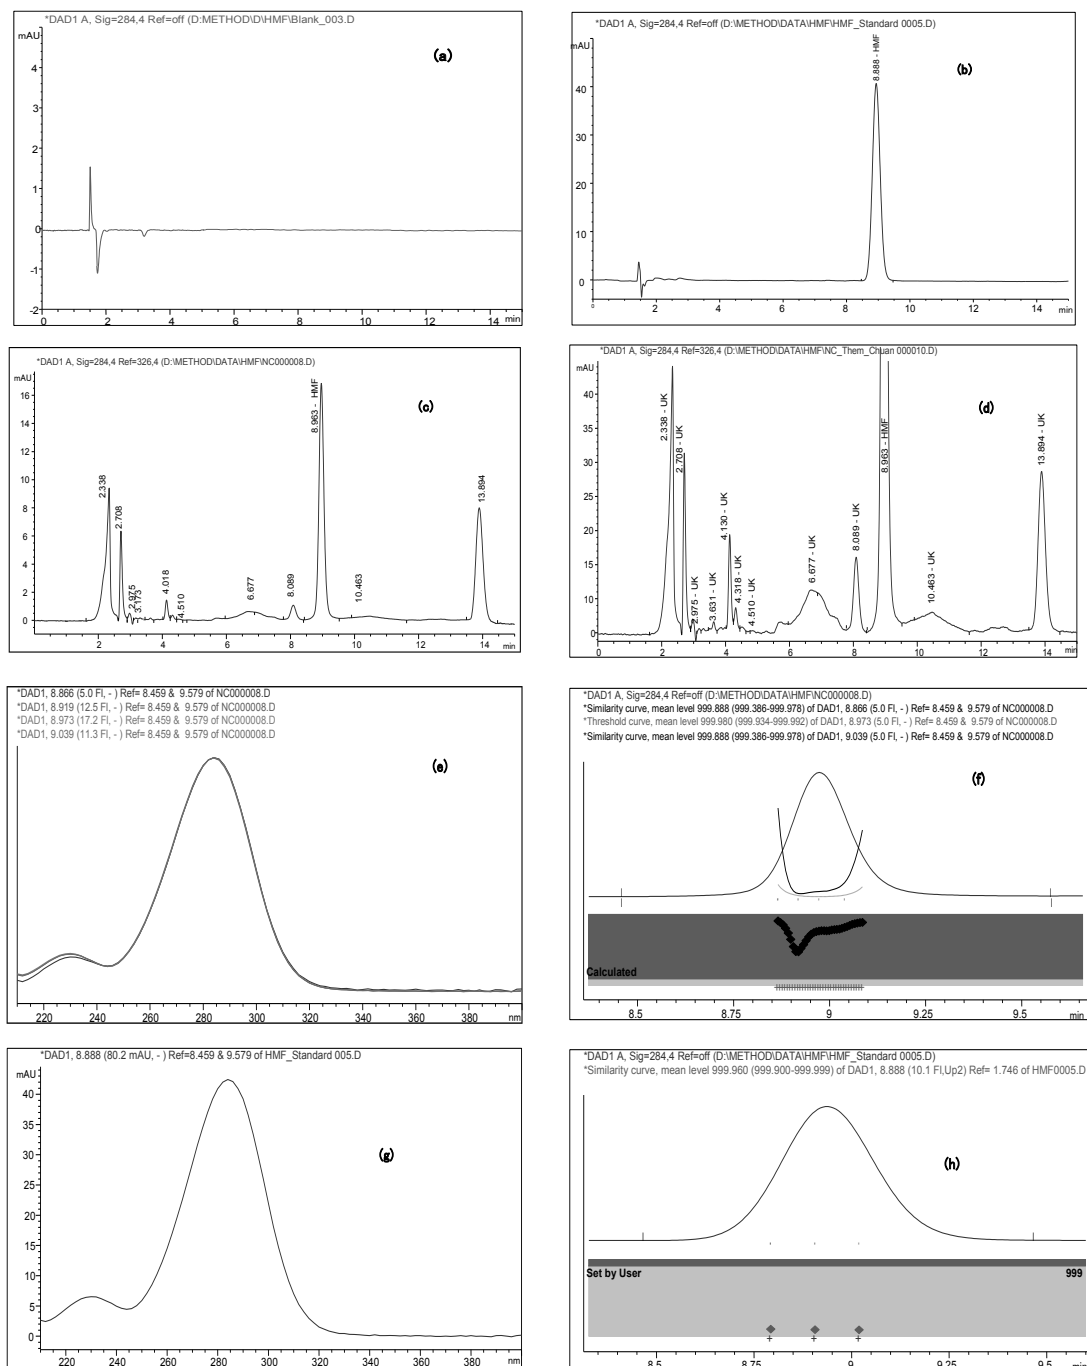 *DAD1 A, Sig=284,4 Ref=off (D:METHOD\D\HMF\Blank_003.D
mAU
(a)
4
3
2
1
0
-1
-2
0 2 4 6 8 10 12 14 min
*DAD1 A, Sig=284,4 Ref=off (D:\METHOD\DATA\HMF\HMF_Standard 0005.D)
mAU
8.888 - HMF
(b)
40
30
20
10
0
2 4 6 8 10 12 14 min
*DAD1 A, Sig=284,4 Ref=326,4 (D:\METHOD\DATA\HMF\NC000008.D)
mAU
(c)
16
14
12
10
8
6
4
2
0
2.338
2.708
2.975
3.173
4.018
4.510
6.677
8.089
8.963 - HMF
10.463
13.894
0 2 4 6 8 10 12 14 min
*DAD1 A, Sig=284,4 Ref=326,4 (D:\METHOD\DATA\HMF\NC_Them_Chuan 000010.D)
mAU
(d)
40
35
30
25
20
15
10
5
0
2.338 - UK
2.708 - UK
2.975 - UK
3.631 - UK
4.130 - UK
4.318 - UK
4.510 - UK
6.677 - UK
8.089 - UK
8.963 - HMF
10.463 - UK
13.894 - UK
0 2 4 6 8 10 12 14 min
*DAD1, 8.866 (5.0 Fl, - ) Ref= 8.459 & 9.579 of NC000008.D
*DAD1, 8.919 (12.5 Fl, - ) Ref= 8.459 & 9.579 of NC000008.D
*DAD1, 8.973 (17.2 Fl, - ) Ref= 8.459 & 9.579 of NC000008.D
*DAD1, 9.039 (11.3 Fl, - ) Ref= 8.459 & 9.579 of NC000008.D
(e)
220 240 260 280 300 320 340 360 380 nm
*DAD1 A, Sig=284,4 Ref=off (D:\METHOD\DATA\HMF\NC000008.D)
*Similarity curve, mean level 999.888 (999.386-999.978) of DAD1, 8.866 (5.0 Fl, - ) Ref= 8.459 & 9.579 of NC000008.D
*Threshold curve, mean level 999.980 (999.934-999.992) of DAD1, 8.973 (5.0 Fl, - ) Ref= 8.459 & 9.579 of NC000008.D
*Similarity curve, mean level 999.888 (999.386-999.978) of DAD1, 9.039 (5.0 Fl, - ) Ref= 8.459 & 9.579 of NC000008.D
(f)
Calculated
8.5 8.75 9 9.25 9.5 min
*DAD1, 8.888 (80.2 mAU, - ) Ref=8.459 & 9.579 of HMF_Standard 005.D
mAU
(g)
40
35
30
25
20
15
10
5
0
220 240 260 280 300 320 340 360 380 nm
*DAD1 A, Sig=284,4 Ref=off (D:\METHOD\DATA\HMF\HMF_Standard 0005.D)
*Similarity curve, mean level 999.960 (999.900-999.999) of DAD1, 8.888 (10.1 Fl,Up2) Ref= 1.746 of HMF0005.D
(h)
Set by User 999
8.5 8.75 9 9.25 9.5 min